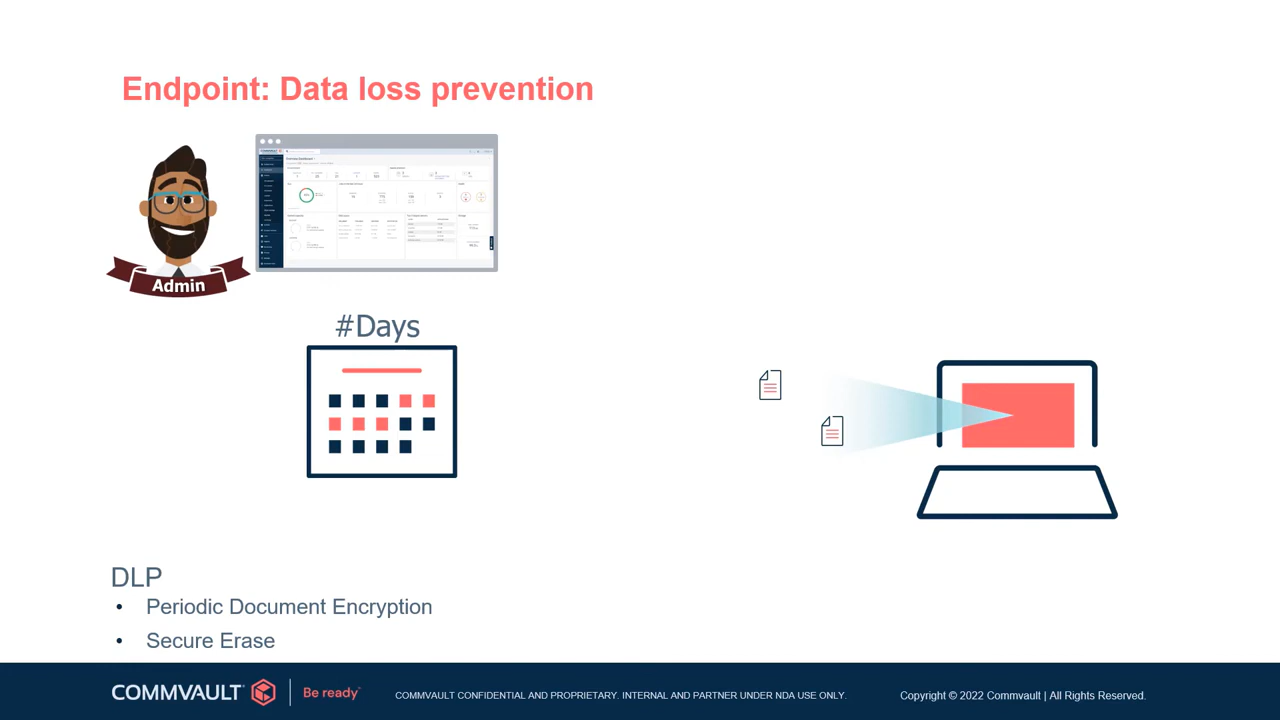 Endpoint: Data loss prevention
Admin
#Days
DLP
• Periodic Document Encryption
• Secure Erase
COMMVAULT
Be ready
COMMVAULT CONFIDENTIAL AND PROPRIETARY. INTERNAL AND PARTNER UNDER NDA USE ONLY.
Copyright © 2022 Commvault | All Rights Reserved.